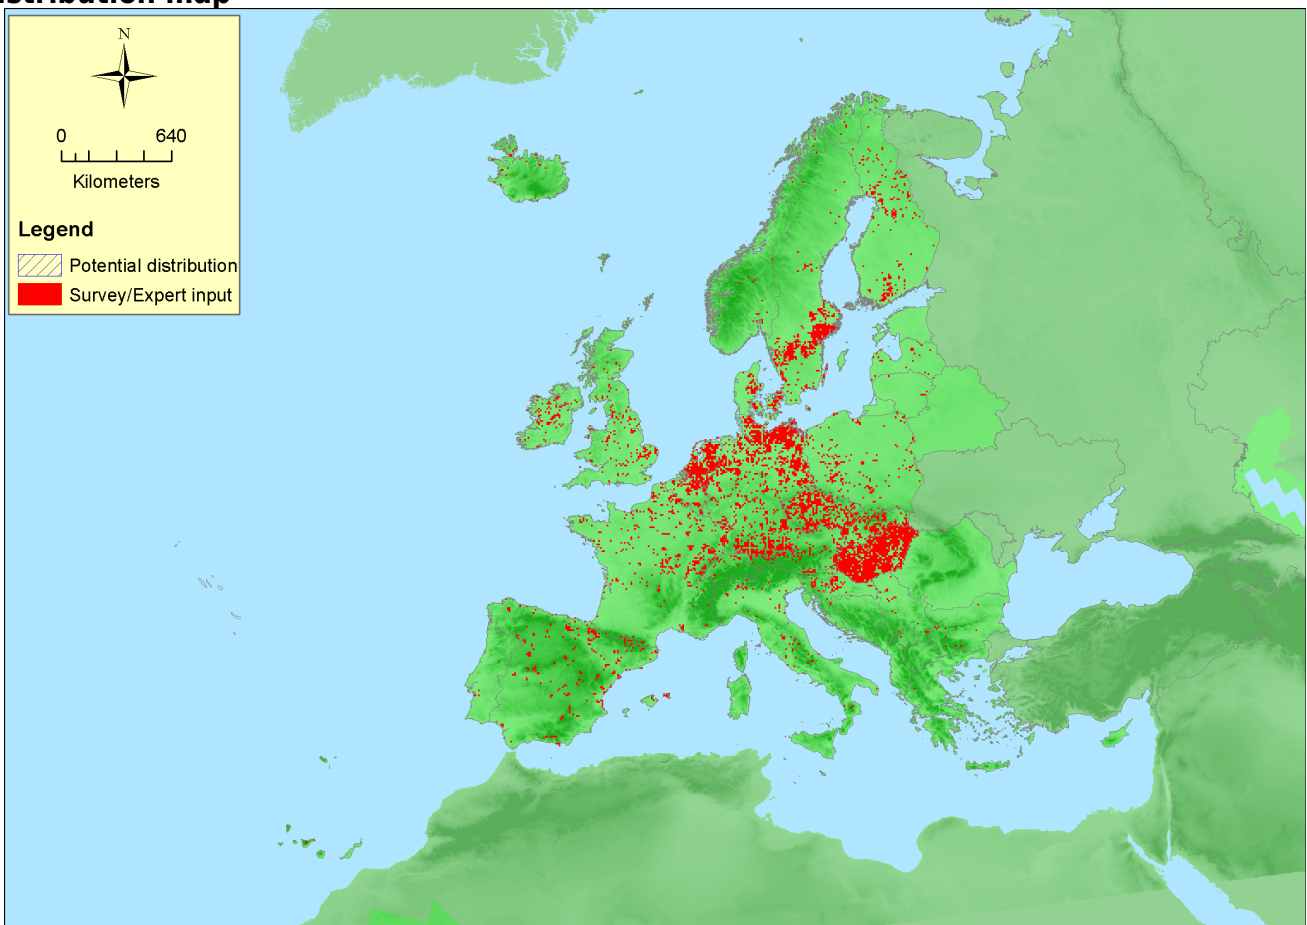 N
0 640
Kilometers
Legend
Potential distribution
Survey/Expert input